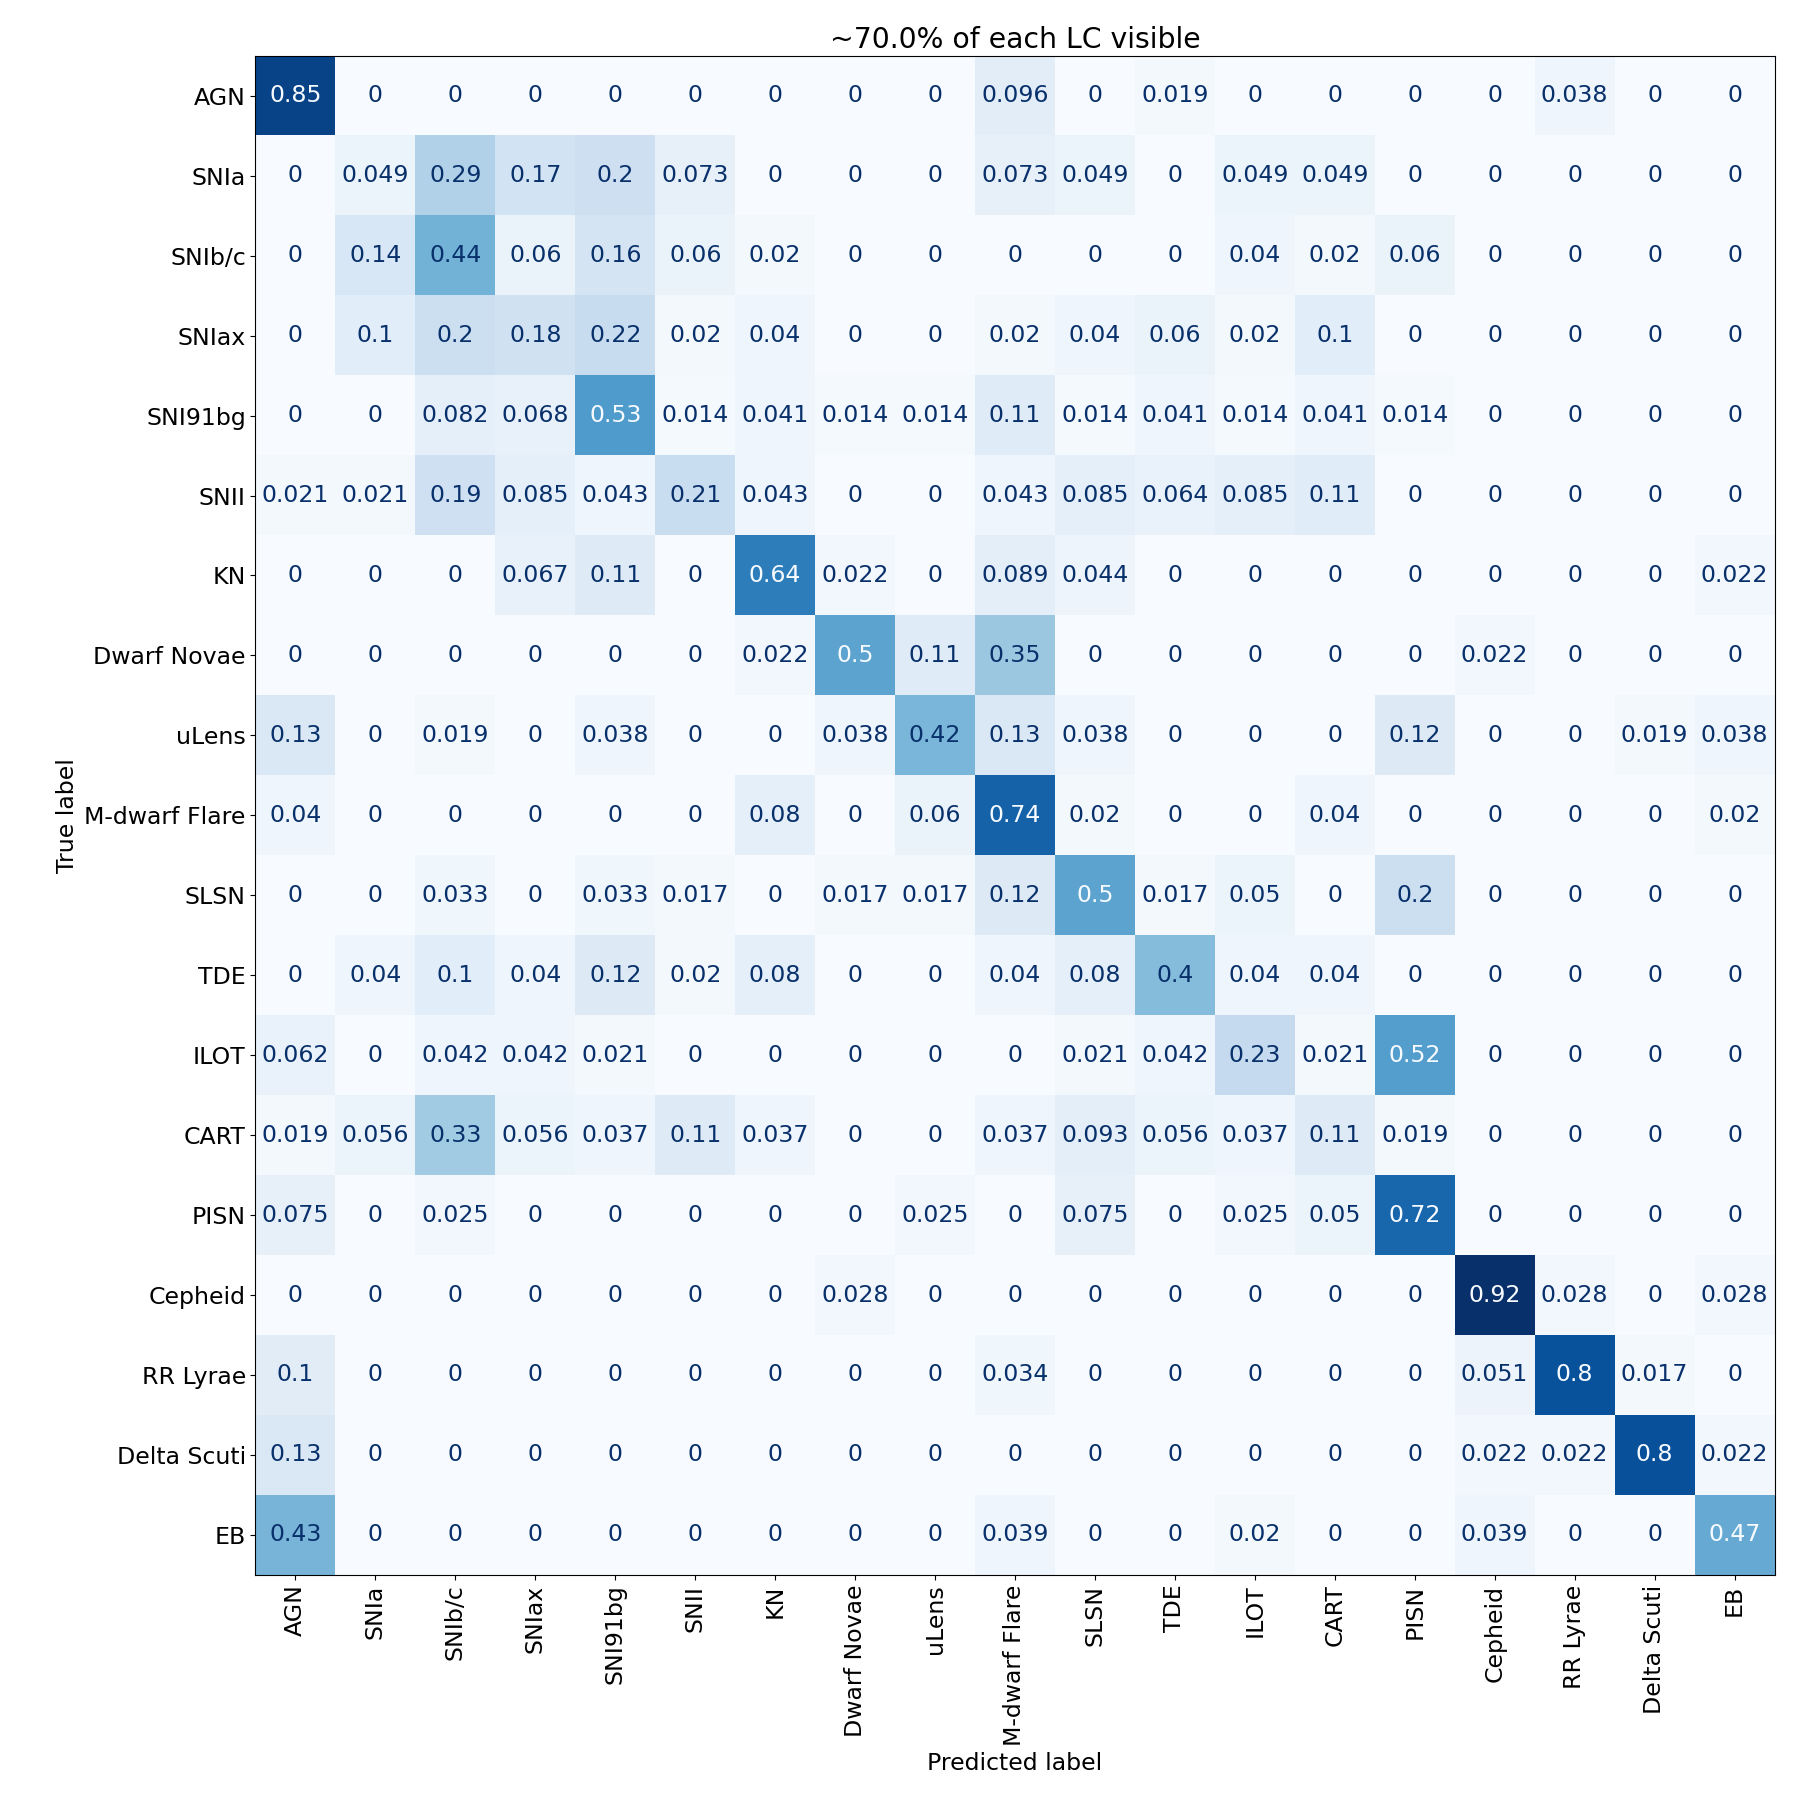 ~70.0% of each LC visible
AGN 0.85 0 0 0 0 0 0 0 0 0.096 0 0.019 0 0 0 0 0.038 0 0
SNIa 0 0.049 0.29 0.17 0.2 0.073 0 0 0 0.073 0.049 0 0.049 0.049 0 0 0 0 0
SNIb/c 0 0.14 0.44 0.06 0.16 0.06 0.02 0 0 0 0 0 0.04 0.02 0.06 0 0 0 0
SNIax 0 0.1 0.2 0.18 0.22 0.02 0.04 0 0 0.02 0.04 0.06 0.02 0.1 0 0 0 0 0
SNI91bg 0 0 0.082 0.068 0.53 0.014 0.041 0.014 0.014 0.11 0.014 0.041 0.014 0.041 0.014 0 0 0 0
SNII 0.021 0.021 0.19 0.085 0.043 0.21 0.043 0 0 0.043 0.085 0.064 0.085 0.11 0 0 0 0 0
KN 0 0 0 0.067 0.11 0 0.64 0.022 0 0.089 0.044 0 0 0 0 0 0 0 0.022
Dwarf Novae 0 0 0 0 0 0 0.022 0.5 0.11 0.35 0 0 0 0 0 0.022 0 0 0
uLens 0.13 0 0.019 0 0.038 0 0 0.038 0.42 0.13 0.038 0 0 0 0.12 0 0 0.019 0.038
M-dwarf Flare 0.04 0 0 0 0 0 0.08 0 0.06 0.74 0.02 0 0 0.04 0 0 0 0 0.02
SLSN 0 0 0.033 0 0.033 0.017 0 0.017 0.017 0.12 0.5 0.017 0.05 0 0.2 0 0 0 0
TDE 0 0.04 0.1 0.04 0.12 0.02 0.08 0 0 0.04 0.08 0.4 0.04 0.04 0 0 0 0 0
ILOT 0.062 0 0.042 0.042 0.021 0 0 0 0 0 0.021 0.042 0.23 0.021 0.52 0 0 0 0
CART 0.019 0.056 0.33 0.056 0.037 0.11 0.037 0 0 0.037 0.093 0.056 0.037 0.11 0.019 0 0 0 0
PISN 0.075 0 0.025 0 0 0 0 0 0.025 0 0.075 0 0.025 0.05 0.72 0 0 0 0
Cepheid 0 0 0 0 0 0 0 0.028 0 0 0 0 0 0 0 0.92 0.028 0 0.028
RR Lyrae 0.1 0 0 0 0 0 0 0 0 0.034 0 0 0 0 0 0.051 0.8 0.017 0
Delta Scuti 0.13 0 0 0 0 0 0 0 0 0 0 0 0 0 0 0.022 0.022 0.8 0.022
EB 0.43 0 0 0 0 0 0 0 0 0.039 0 0 0.02 0 0 0.039 0 0 0.47
True label
AGN SNIa SNIb/c SNIax SNI91bg SNII KN Dwarf Novae uLens M-dwarf Flare SLSN TDE ILOT CART PISN Cepheid RR Lyrae Delta Scuti EB
Predicted label